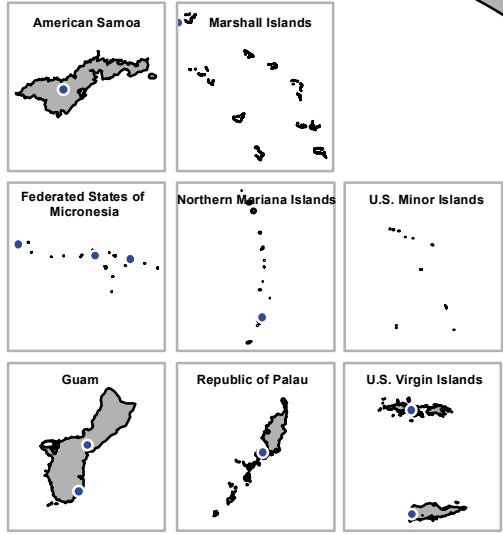 American Samoa
Marshall Islands
Federated States of
Micronesia
Northern Mariana Islands
U.S. Minor Islands
Guam
Republic of Palau
U.S. Virgin Islands